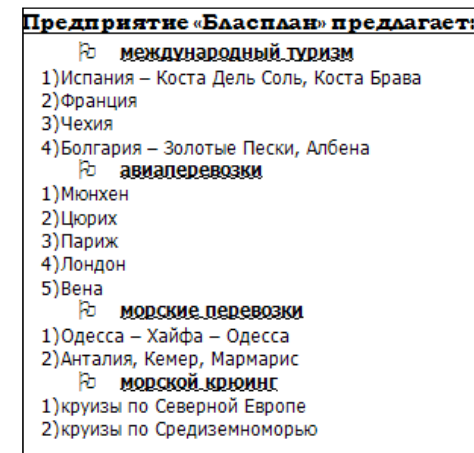 Предприятие «Бласплан» предлагает:
международный туризм
1)Испания – Коста Дель Соль, Коста Брава
2)Франция
3)Чехия
4)Болгария – Золотые Пески, Албена
авиаперевозки
1)Мюнхен
2)Цюрих
3)Париж
4)Лондон
5)Вена
морские перевозки
1)Одесса – Хайфа – Одесса
2)Анталия, Кемер, Мармарис
морской крюинг
1)круизы по Северной Европе
2)круизы по Средиземноморью